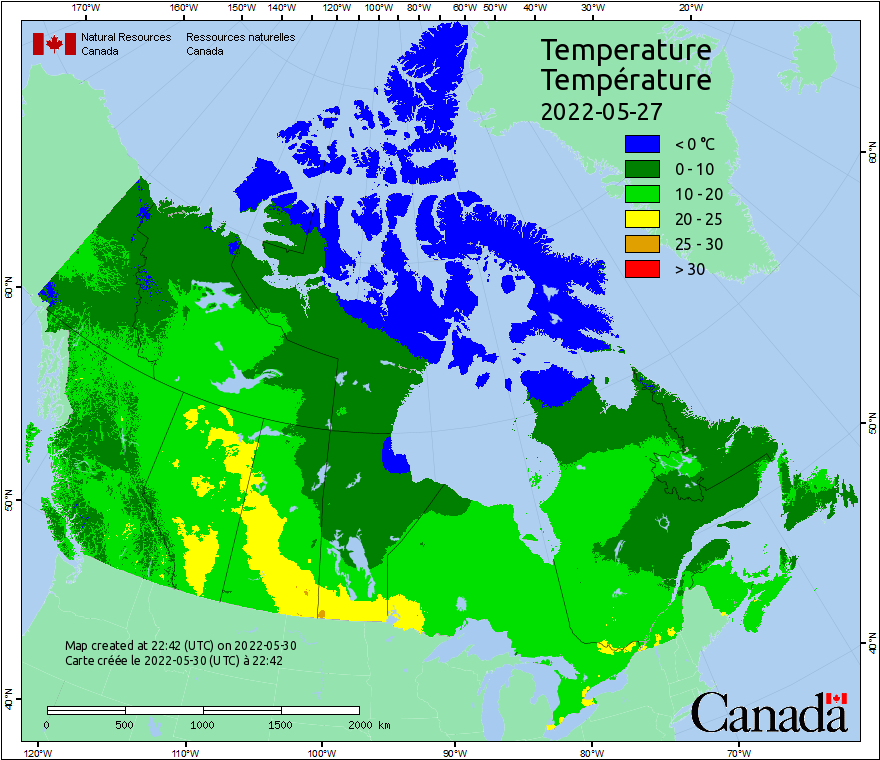 170°W 160°W 150°W 140°W 130°W 120°W 110°W 100°W 90°W 80°W 70°W 60°W 50°W 40°W 30°W 20°W
Natural Resources Ressources naturelles
Canada Canada
Temperature
Température
2022-05-27
< 0 °C
0 - 10
10 - 20
20 - 25
25 - 30
> 30
60°N 60°N
50°N 50°N
40°N 40°N
Map created at 22:42 (UTC) on 2022-05-30
Carte créée le 2022-05-30 (UTC) à 22:42
0 500 1000 1500 2000 km
Canada
120°W 110°W 100°W 90°W 80°W 70°W